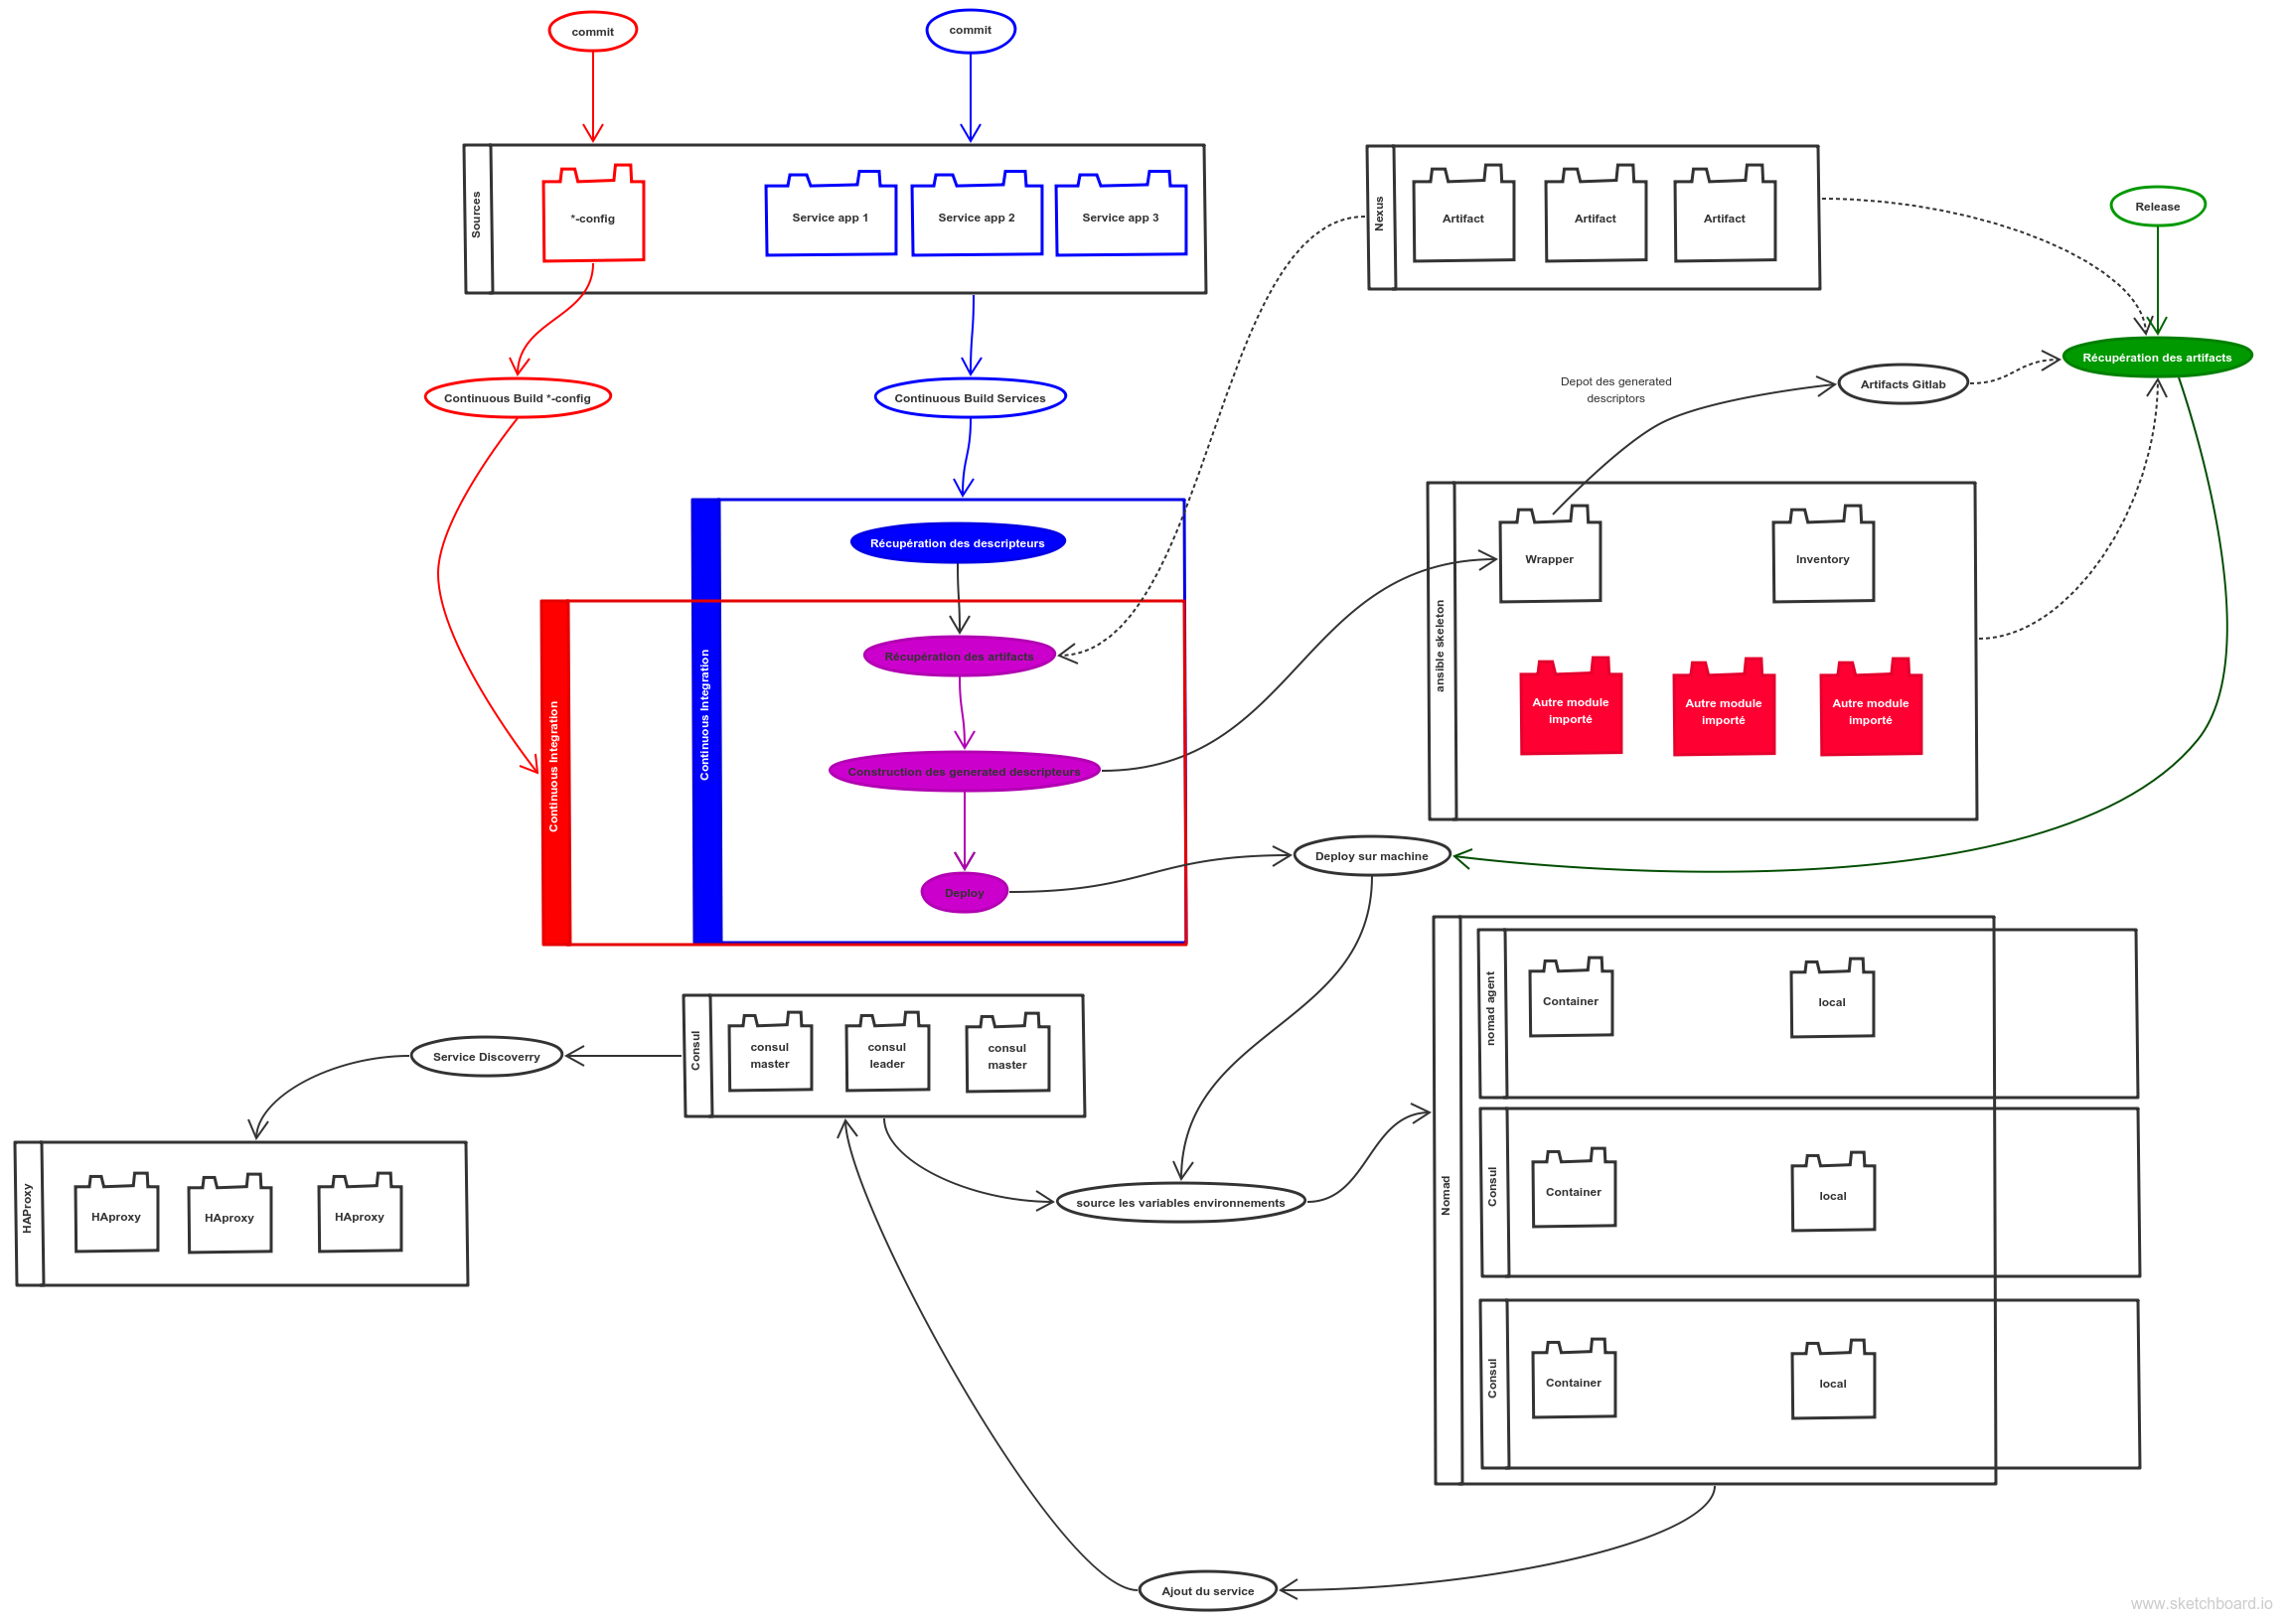 commit
commit
Sources
*-config
Service app 1
Service app 2
Service app 3
Nexus
Artifact
Artifact
Artifact
Release
Récupération des artifacts
Artifacts Gitlab
Depot des generated
descriptors
Continuous Build *-config
Continuous Build Services
Continuous Integration
Continuous Integration
Récupération des descripteurs
Récupération des artifacts
Construction des generated descripteurs
Deploy
ansible skeleton
Wrapper
Inventory
Autre module
importé
Autre module
importé
Autre module
importé
Deploy sur machine
Nomad
nomad agent
Container
local
Consul
Container
local
Consul
Container
local
Consul
consul
master
consul
leader
consul
master
Service Discoverry
HAProxy
HAproxy
HAproxy
HAproxy
source les variables environnements
Ajout du service
www.sketchboard.io